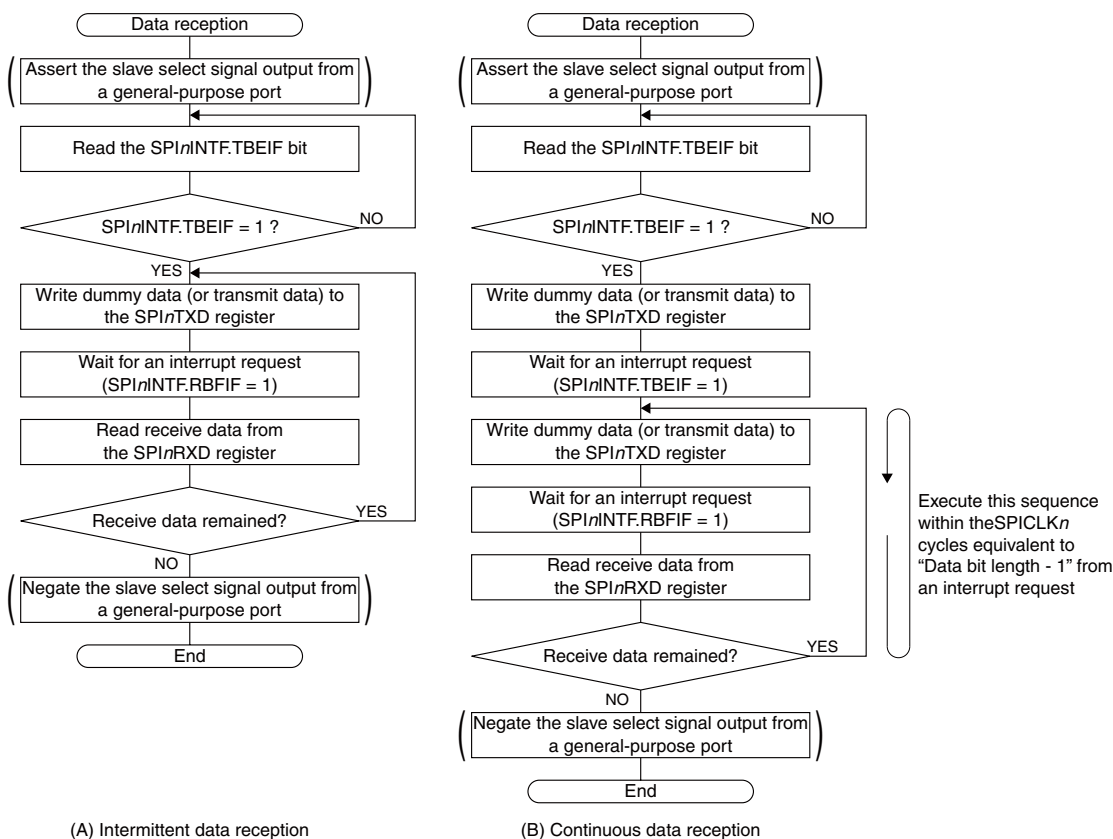 Data reception
Assert the slave select signal output from
a general-purpose port
Read the SPInINTF.TBEIF bit
SPInINTF.TBEIF = 1 ?
NO
YES
Write dummy data (or transmit data) to
the SPInTXD register
Wait for an interrupt request
(SPInINTF.RBFIF = 1)
Read receive data from
the SPInRXD register
Receive data remained?
YES
NO
Negate the slave select signal output from
a general-purpose port
End
(A) Intermittent data reception
Data reception
Assert the slave select signal output from
a general-purpose port
Read the SPInINTF.TBEIF bit
SPInINTF.TBEIF = 1 ?
NO
YES
Write dummy data (or transmit data) to
the SPInTXD register
Wait for an interrupt request
(SPInINTF.TBEIF = 1)
Write dummy data (or transmit data) to
the SPInTXD register
Wait for an interrupt request
(SPInINTF.RBFIF = 1)
Read receive data from
the SPInRXD register
Receive data remained?
YES
NO
Negate the slave select signal output from
a general-purpose port
End
Execute this sequence
within theSPICLKn
cycles equivalent to
“Data bit length - 1” from
an interrupt request
(B) Continuous data reception